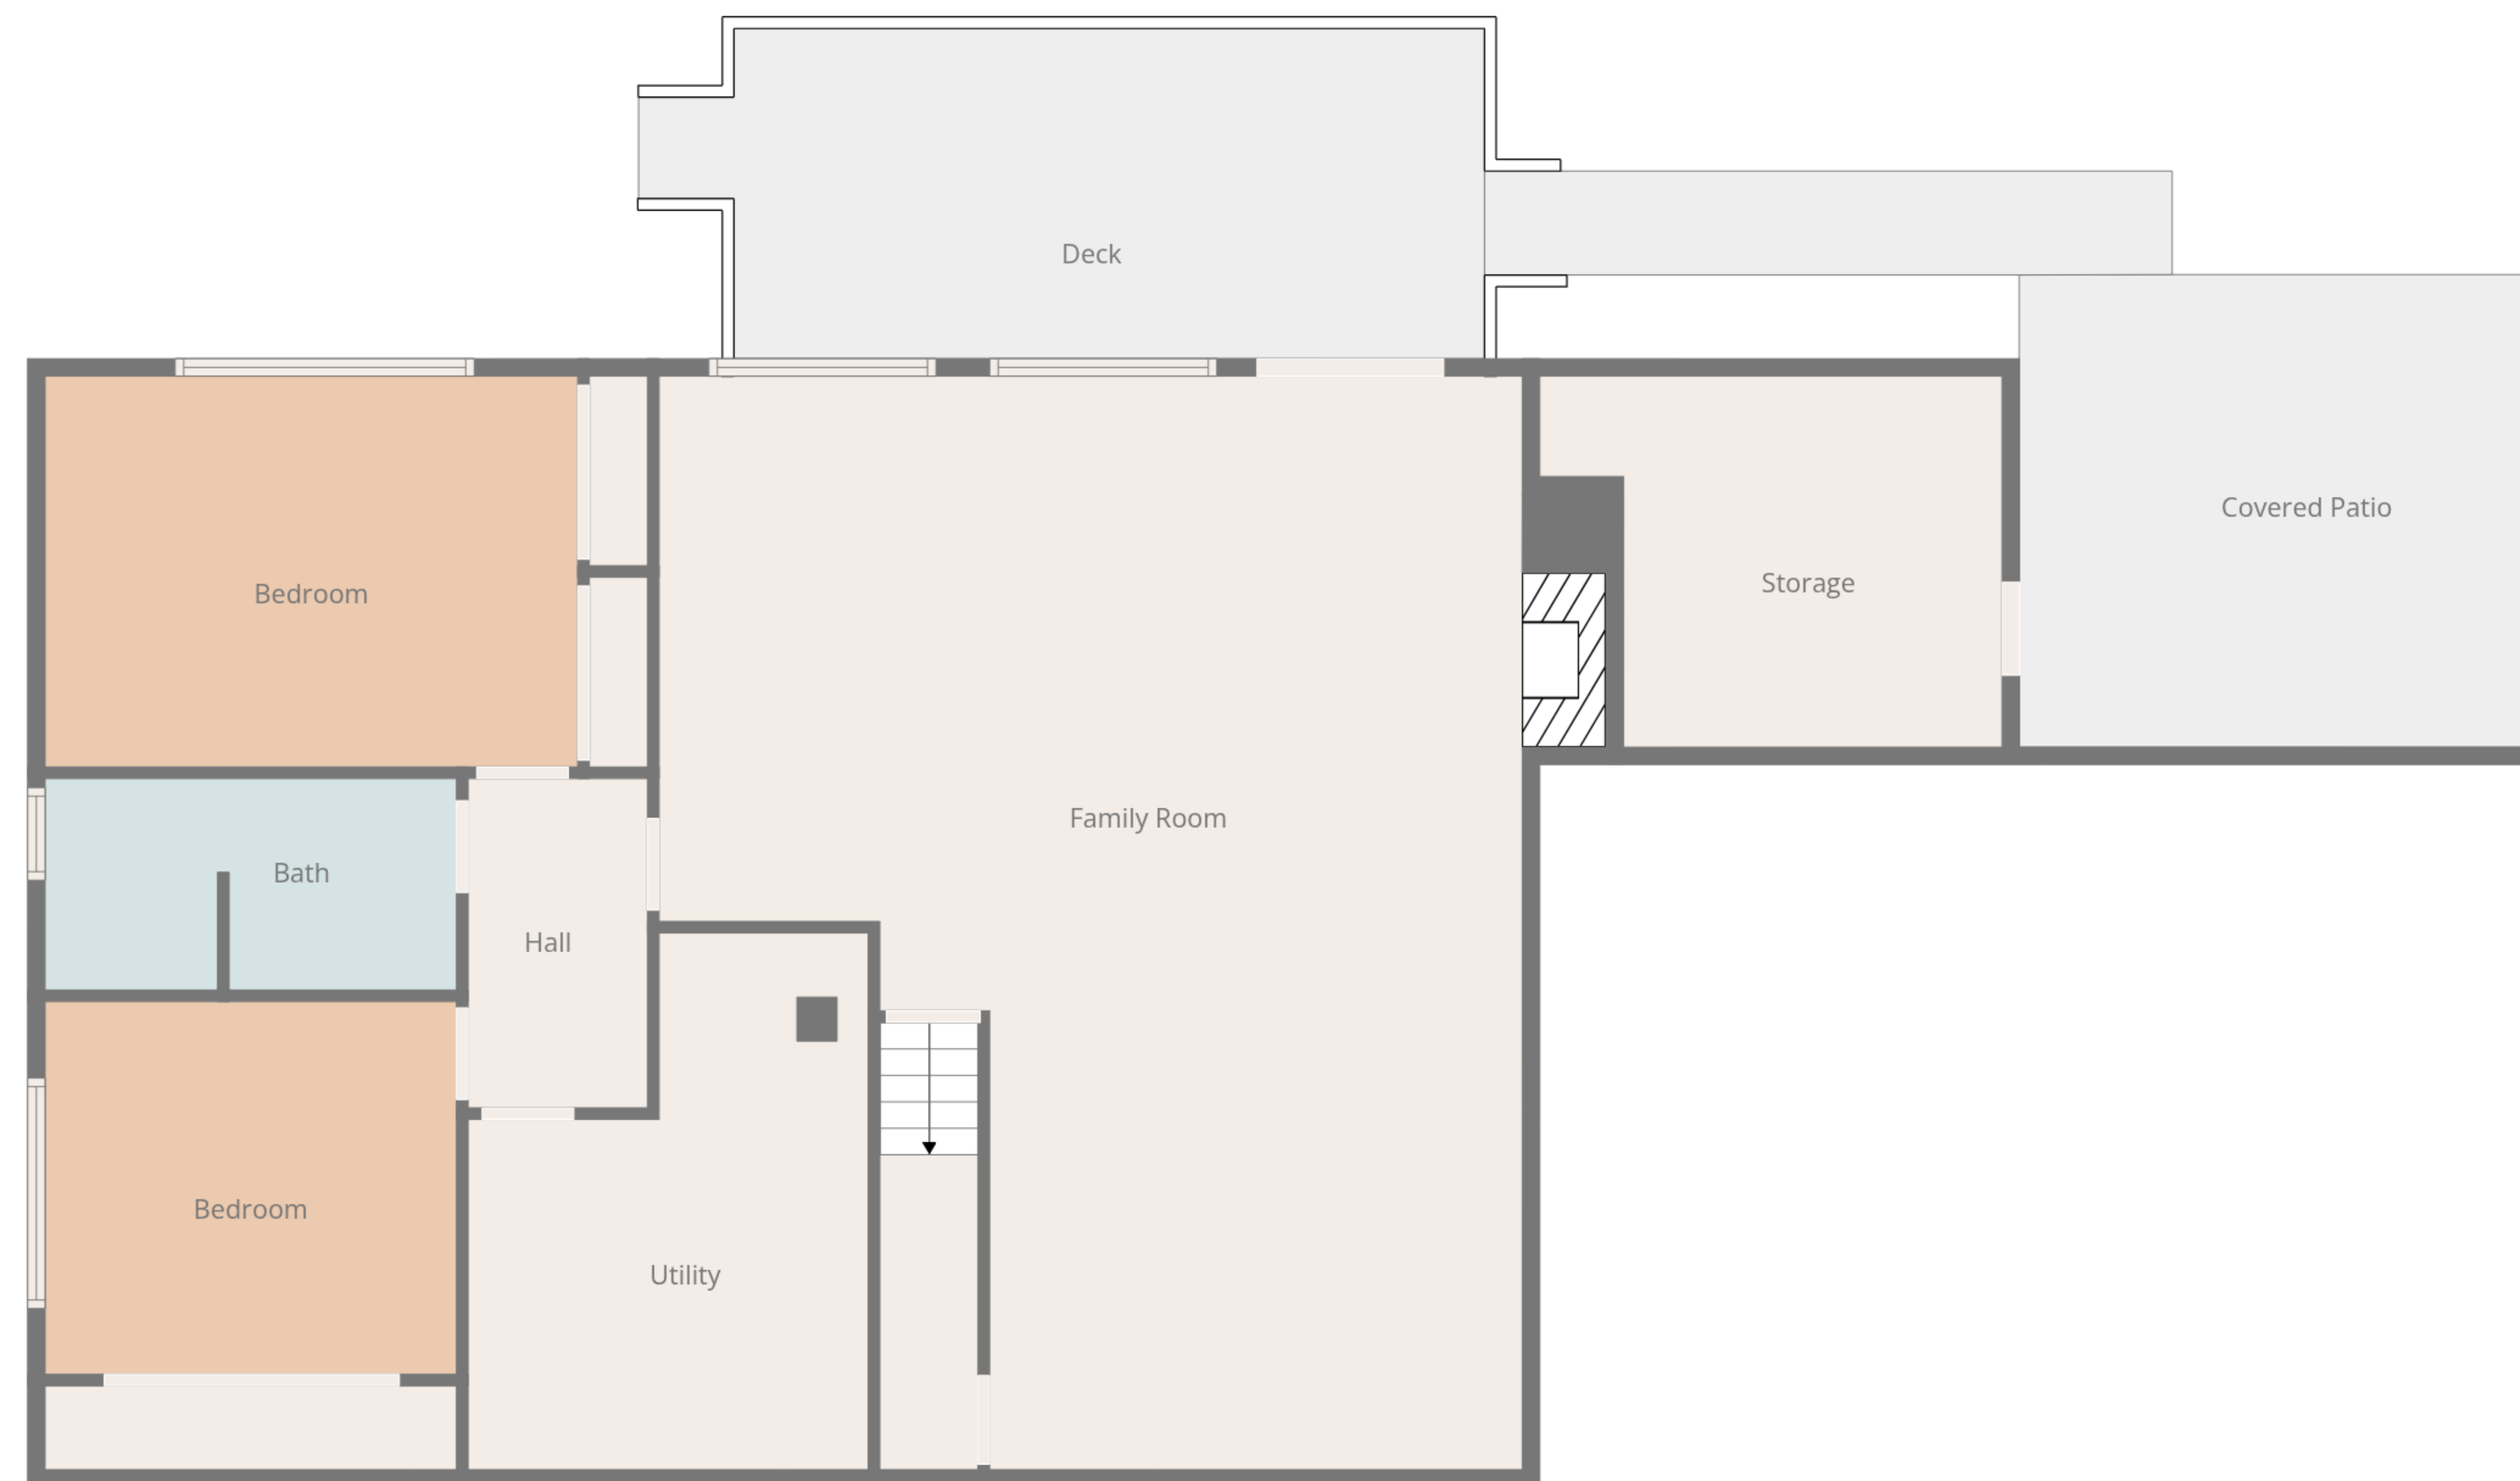 Deck
Covered Patio
Storage
Bedroom
Family Room
Bath
Hall
Bedroom
Utility